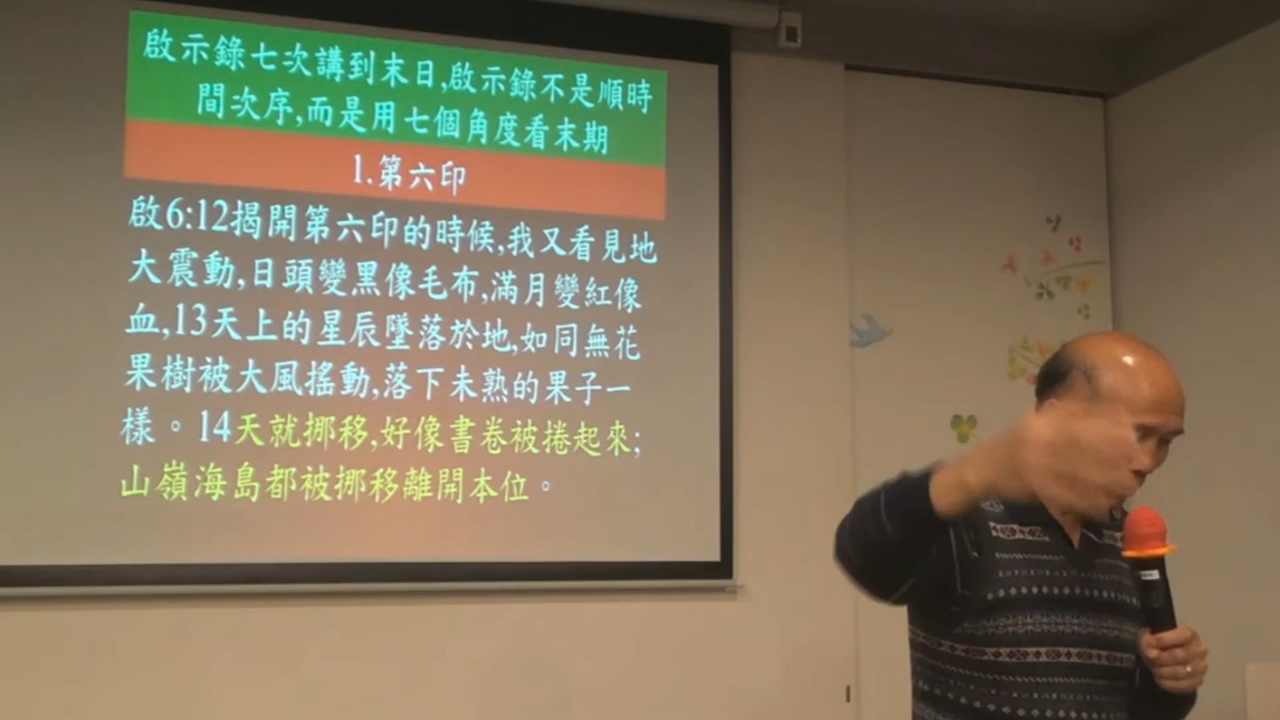 啟示錄七次講到末日,啟示錄不是順時
間次序,而是用七個角度看末期
1.第六印
啟6:12揭開第六印的時候,我又看見地
大震動,日頭變黑像毛布,滿月變紅像
血,13天上的星辰墜落於地,如同無花
果樹被大風搖動,落下未熟的果子一
樣。14天就挪移,好像書卷被捲起來;
山嶺海島都被挪移離開本位。